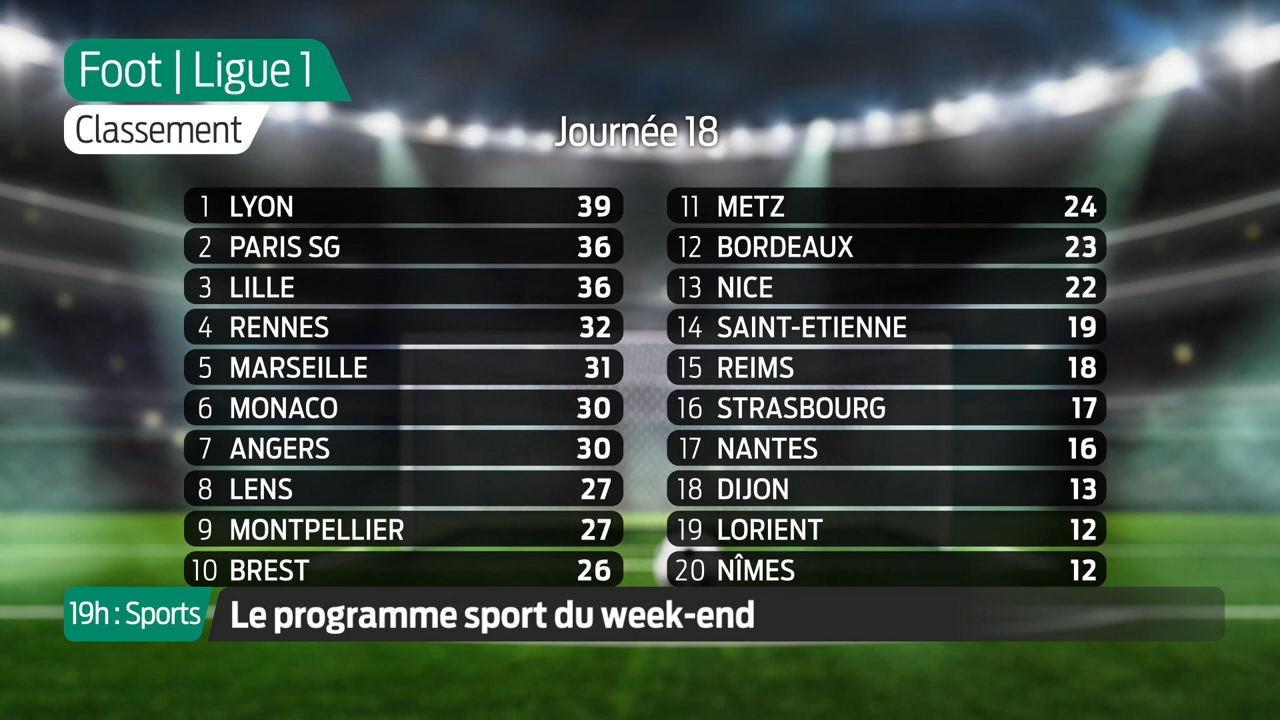 Foot | Ligue 1
Classement
Journée 18
1 LYON 39
2 PARIS SG 36
3 LILLE 36
4 RENNES 32
5 MARSEILLE 31
6 MONACO 30
7 ANGERS 30
8 LENS 27
9 MONTPELLIER 27
10 BREST 26
11 METZ 24
12 BORDEAUX 23
13 NICE 22
14 SAINT-ETIENNE 19
15 REIMS 18
16 STRASBOURG 17
17 NANTES 16
18 DIJON 13
19 LORIENT 12
20 NÎMES 12
19h : Sports
Le programme sport du week-end